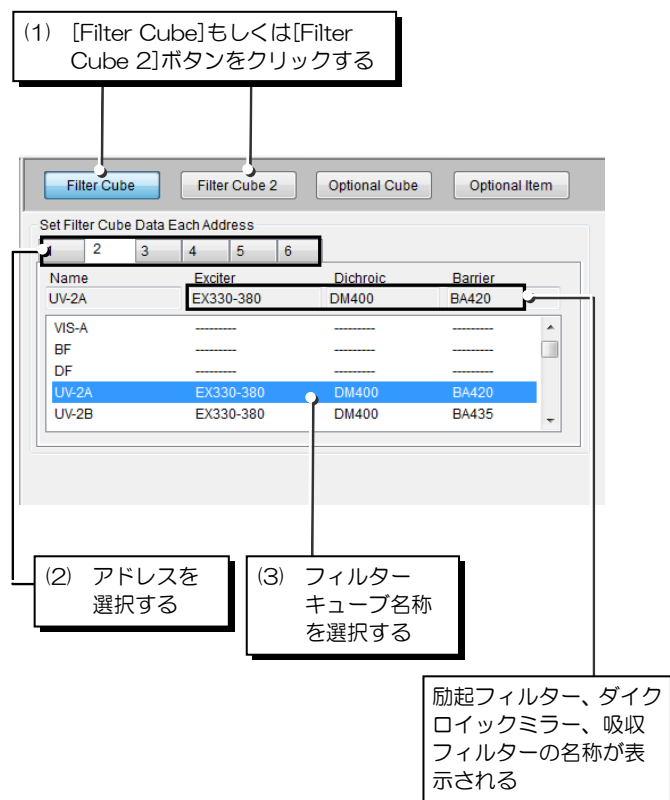 (1) [Filter Cube]もしくは[Filter
Cube 2]ボタンをクリックする
Filter Cube Filter Cube 2 Optional Cube Optional Item
Set Filter Cube Data Each Address
2 3 4 5 6
Name Exciter Dichroic Barrier
UV-2A EX330-380 DM400 BA420
VIS-A --------- --------- ---------
BF --------- --------- ---------
DF --------- --------- ---------
UV-2A EX330-380 DM400 BA420
UV-2B EX330-380 DM400 BA435
(2) アドレスを
選択する
(3) フィルター
キューブ名称
を選択する
励起フィルター、ダイク
ロイックミラー、吸収
フィルターの名称が表
示される